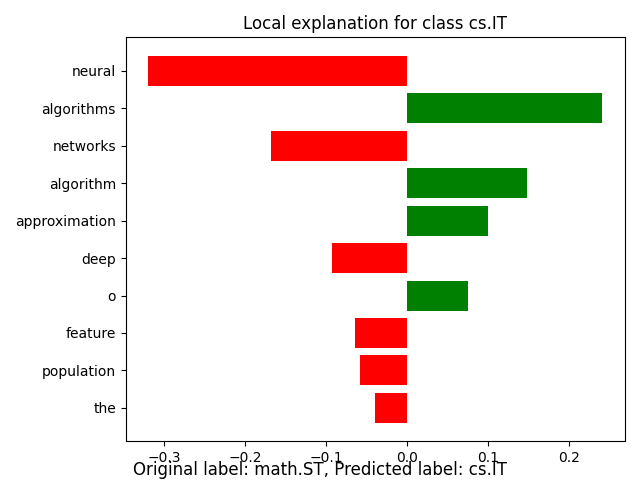 Local explanation for class cs.IT
neural
algorithms
networks
algorithm
approximation
deep
o
feature
population
the
−0.3 −0.2 −0.1 0.0 0.1 0.2
Original label: math.ST, Predicted label: cs.IT